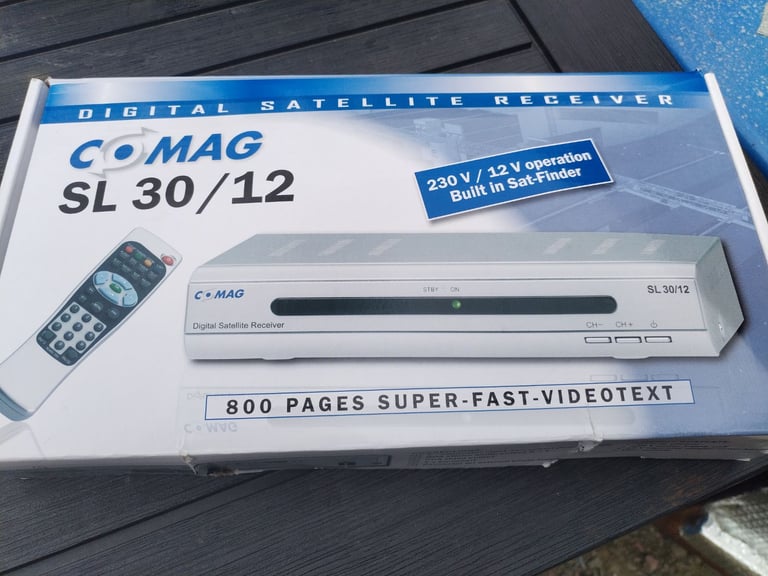 DIGITAL SATELLITE RECEIVER
COMAG
SL 30/12
230 V / 12 V operation
Built in Sat-Finder
COMAG
STBY ON
SL 30/12
Digital Satellite Receiver
CH- CH+
800 PAGES SUPER-FAST-VIDEOTEXT
COMAG